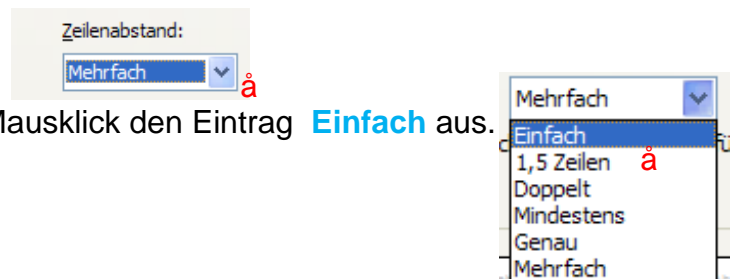 Zeilenabstand:
Mehrfach
å
Mausklick den Eintrag Einfach aus.
Mehrfach
Einfach
1,5 Zeilen å
Doppelt
Mindestens
Genau
Mehrfach